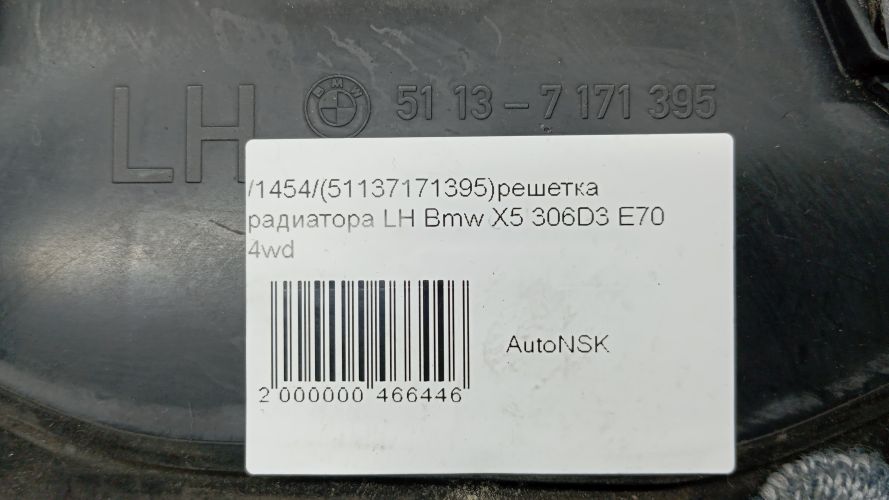 LH BMW 51 13 - 7 171 395
/1454/(51137171395)решетка
радиатора LH Bmw X5 306D3 E70
4wd
AutoNSK
2 000000 466446